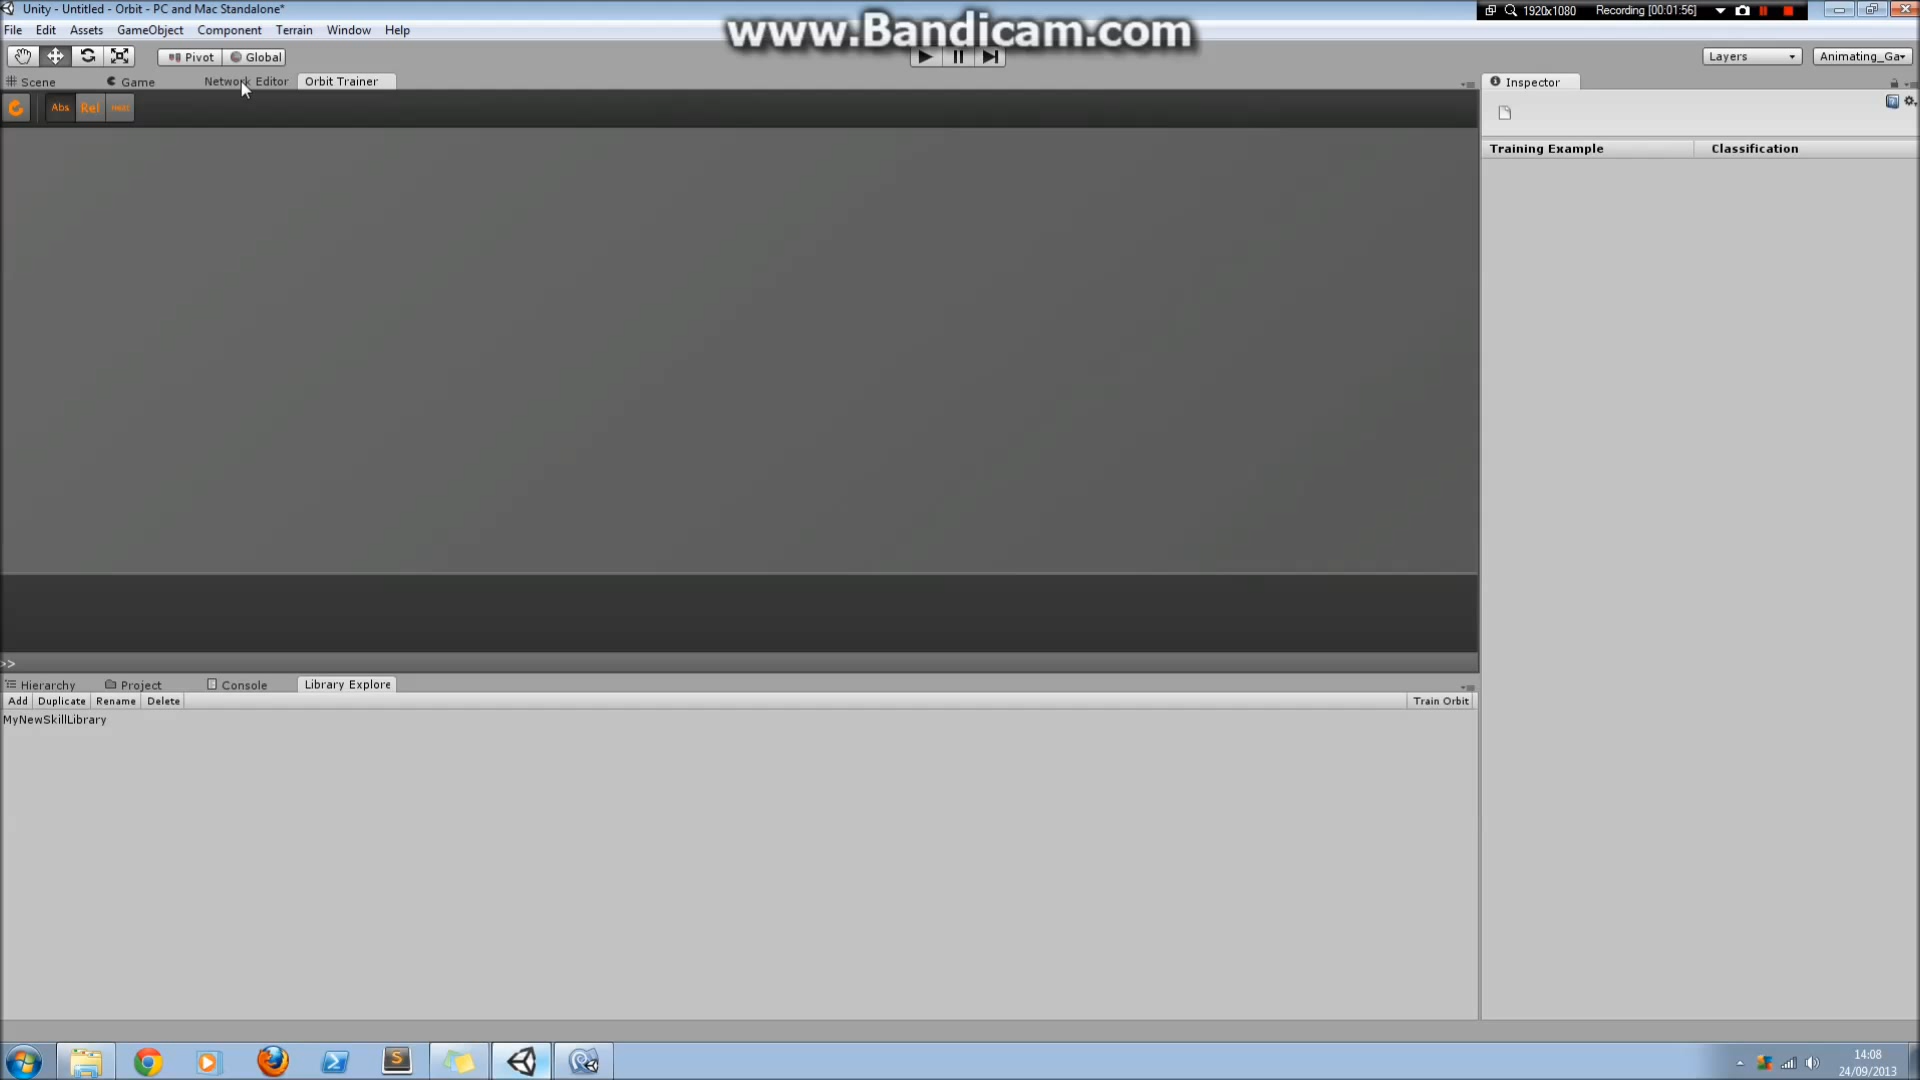 Unity - Untitled - Orbit - PC and Mac Standalone*
www.Bandicam.com
1920x1080 Recording [00:01:56]
File Edit Assets GameObject Component Terrain Window Help
Pivot Global
Layers Animating_Ga
Scene Game Network Editor Orbit Trainer
Inspector
Abs Rel
Training Example Classification
>>
Hierarchy Project Console Library Explore
Add Duplicate Rename Delete Train Orbit
MyNewSkillLibrary
14:08
24/09/2013